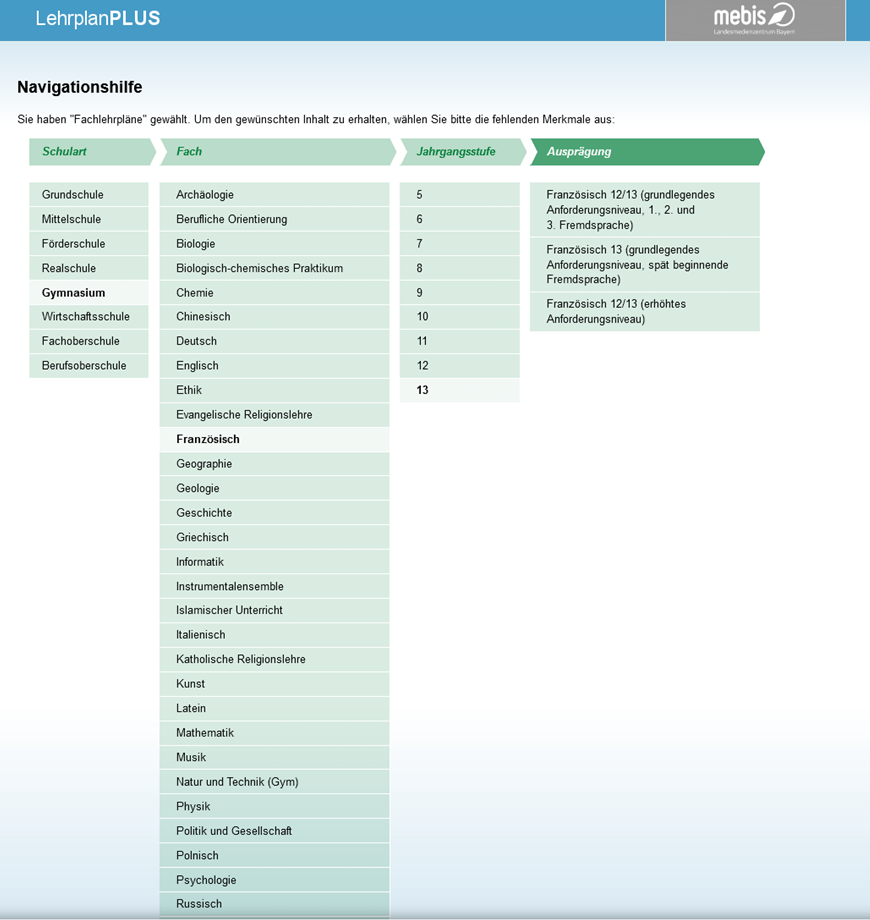 LehrplanPLUS
mebis
Landesmedienzentrum Bayern
Navigationshilfe
Sie haben "Fachlehrpläne" gewählt. Um den gewünschten Inhalt zu erhalten, wählen Sie bitte die fehlenden Merkmale aus:
Schulart
Grundschule
Mittelschule
Förderschule
Realschule
Gymnasium
Wirtschaftsschule
Fachoberschule
Berufsoberschule
Fach
Archäologie
Berufliche Orientierung
Biologie
Biologisch-chemisches Praktikum
Chemie
Chinesisch
Deutsch
Englisch
Ethik
Evangelische Religionslehre
Französisch
Geographie
Geologie
Geschichte
Griechisch
Informatik
Instrumentalensemble
Islamischer Unterricht
Italienisch
Katholische Religionslehre
Kunst
Latein
Mathematik
Musik
Natur und Technik (Gym)
Physik
Politik und Gesellschaft
Polnisch
Psychologie
Russisch
Jahrgangsstufe
5
6
7
8
9
10
11
12
13
Ausprägung
Französisch 12/13 (grundlegendes
Anforderungsniveau, 1., 2. und
3. Fremdsprache)
Französisch 13 (grundlegendes
Anforderungsniveau, spät beginnende
Fremdsprache)
Französisch 12/13 (erhöhtes
Anforderungsniveau)